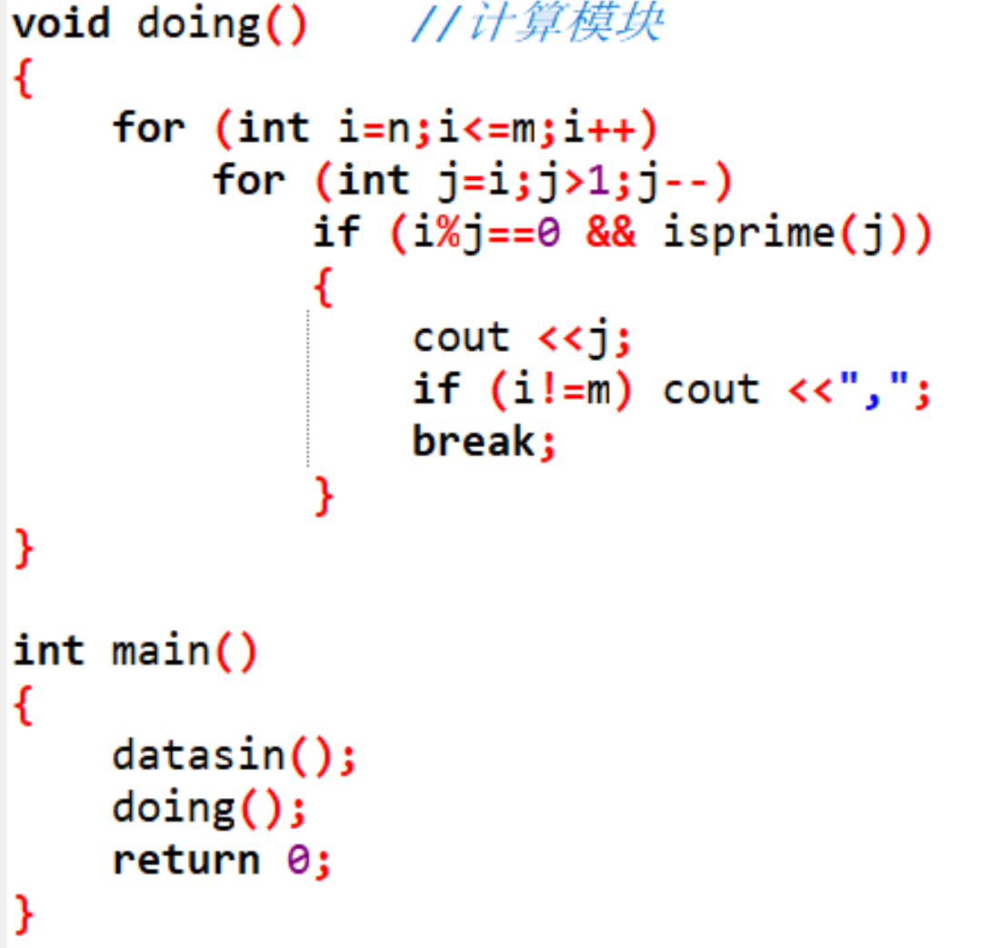 void doing()    //计算模块
{
    for (int i=n;i<=m;i++)
        for (int j=i;j>1;j--)
            if (i%j==0 && isprime(j))
            {
                cout <<j;
                if (i!=m) cout <<",";
                break;
            }
}

int main()
{
    datasin();
    doing();
    return 0;
}